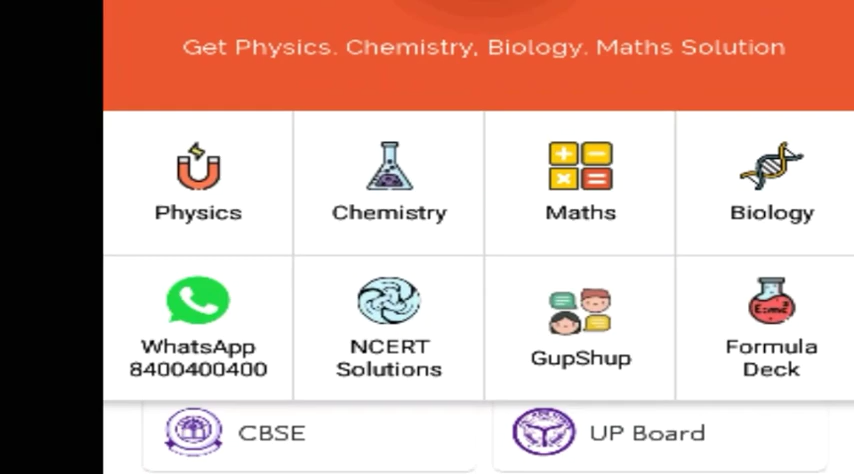 Get Physics. Chemistry, Biology. Maths Solution
Physics
Chemistry
Maths
Biology
WhatsApp
8400400400
NCERT
Solutions
GupShup
Formula
Deck
CBSE
UP Board